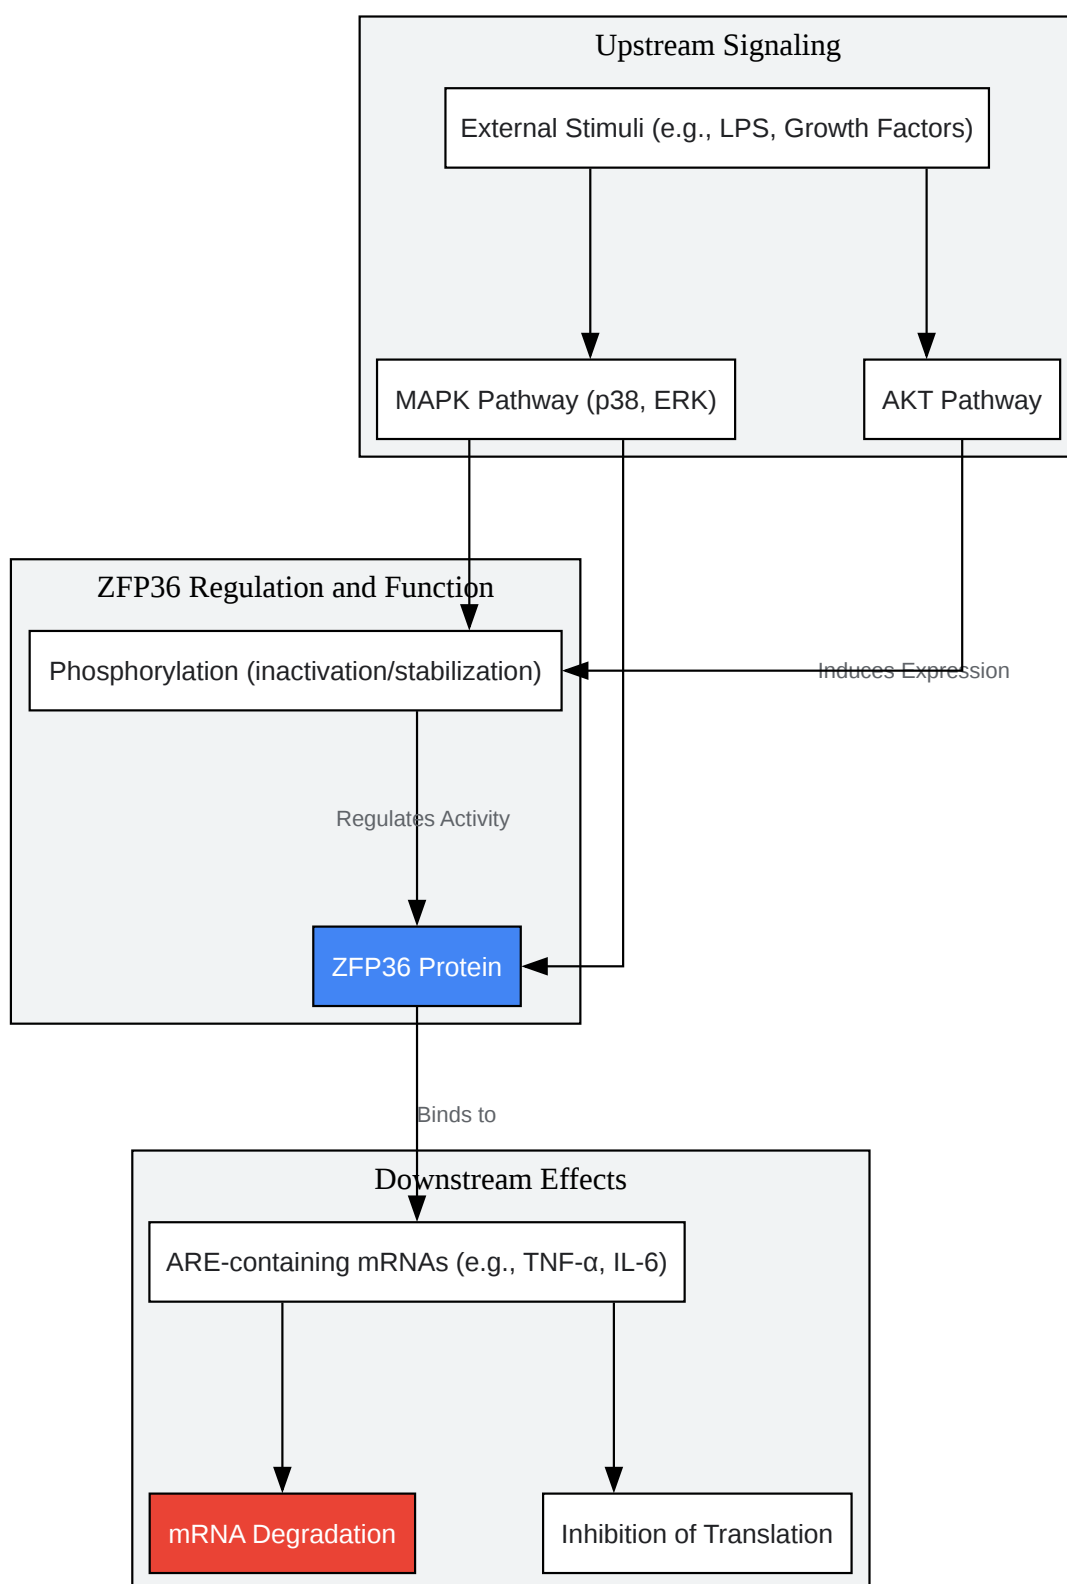 Upstream Signaling
External Stimuli (e.g., LPS, Growth Factors)
MAPK Pathway (p38, ERK)
AKT Pathway
ZFP36 Regulation and Function
Phosphorylation (inactivation/stabilization)
Induces Expression
Regulates Activity
ZFP36 Protein
Binds to
Downstream Effects
ARE-containing mRNAs (e.g., TNF-α, IL-6)
mRNA Degradation
Inhibition of Translation